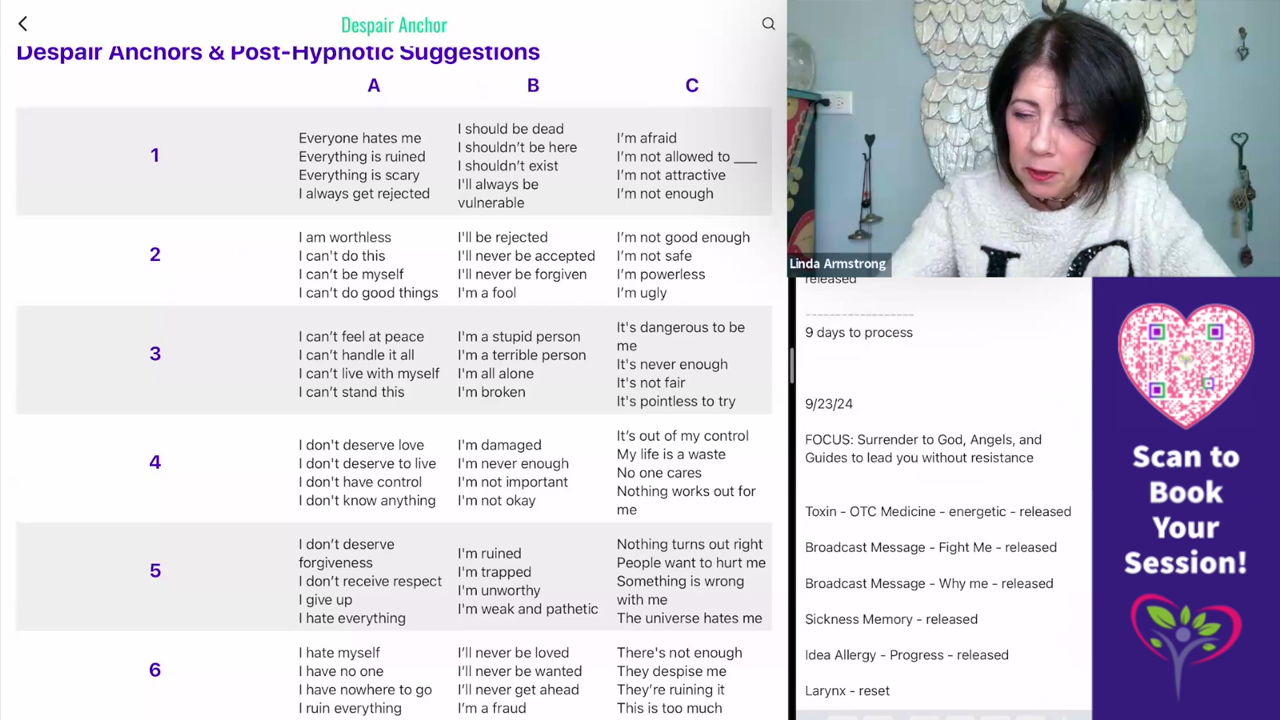 Despair Anchor
Despair Anchors & Post-Hypnotic Suggestions
A B C
1
Everyone hates me
Everything is ruined
Everything is scary
I always get rejected
I should be dead
I shouldn't be here
I shouldn't exist
I'll always be
vulnerable
I'm afraid
I'm not allowed to ___
I'm not attractive
I'm not enough
2
I am worthless
I can't do this
I can't be myself
I can't do good things
I'll be rejected
I'll never be accepted
I'll never be forgiven
I'm a fool
I'm not good enough
I'm not safe
I'm powerless
I'm ugly
3
I can't feel at peace
I can't handle it all
I can't live with myself
I can't stand this
I'm a stupid person
I'm a terrible person
I'm all alone
I'm broken
It's dangerous to be
me
It's never enough
It's not fair
It's pointless to try
4
I don't deserve love
I don't deserve to live
I don't have control
I don't know anything
I'm damaged
I'm never enough
I'm not important
I'm not okay
It's out of my control
My life is a waste
No one cares
Nothing works out for
me
5
I don't deserve
forgiveness
I don't receive respect
I give up
I hate everything
I'm ruined
I'm trapped
I'm unworthy
I'm weak and pathetic
Nothing turns out right
People want to hurt me
Something is wrong
with me
The universe hates me
6
I hate myself
I have no one
I have nowhere to go
I ruin everything
I'll never be loved
I'll never be wanted
I'll never get ahead
I'm a fraud
There's not enough
They despise me
They're ruining it
This is too much
Linda Armstrong
released
--------------------
9 days to process
9/23/24
FOCUS: Surrender to God, Angels, and
Guides to lead you without resistance
Toxin - OTC Medicine - energetic - released
Broadcast Message - Fight Me - released
Broadcast Message - Why me - released
Sickness Memory - released
Idea Allergy - Progress - released
Larynx - reset
Scan to
Book
Your
Session!